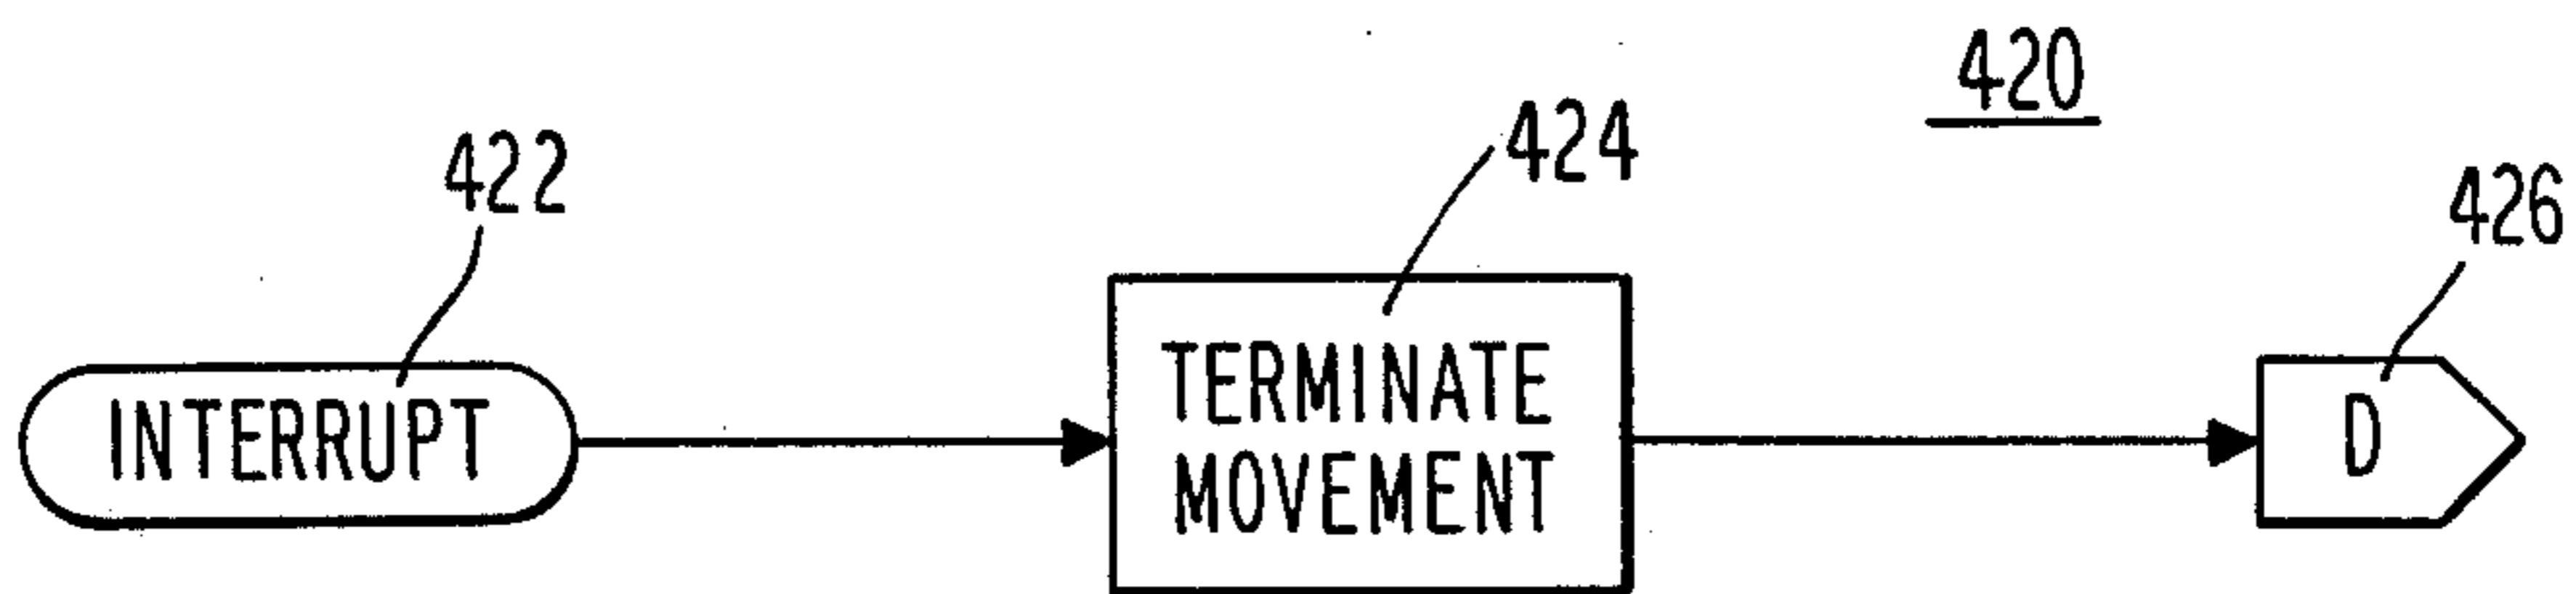 420
424
422
426
INTERRUPT
TERMINATE
MOVEMENT
D